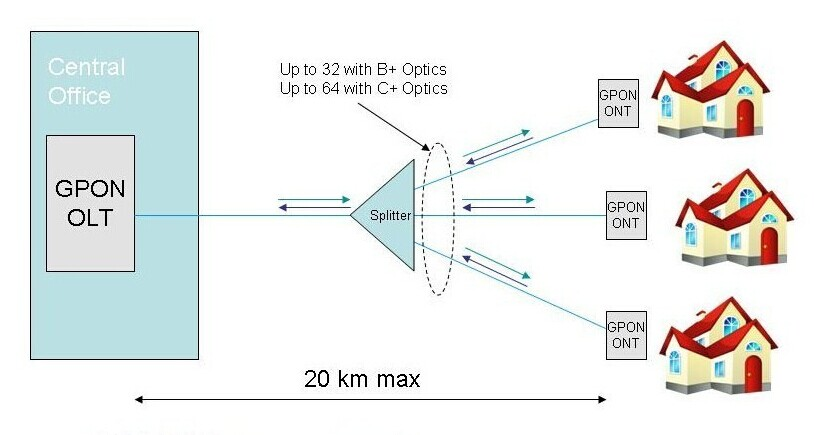 Central
Office
GPON
OLT
Up to 32 with B+ Optics
Up to 64 with C+ Optics
Splitter
GPON
ONT
GPON
ONT
GPON
ONT
20 km max